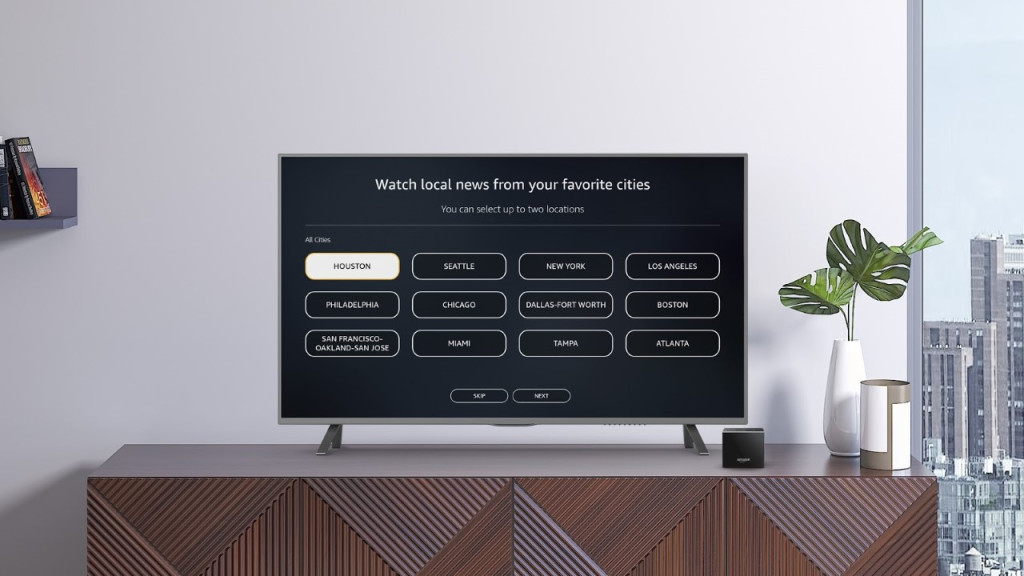 Watch local news from your favorite cities
You can select up to two locations
All Cities
HOUSTON
SEATTLE
NEW YORK
LOS ANGELES
PHILADELPHIA
CHICAGO
DALLAS-FORT WORTH
BOSTON
SAN FRANCISCO-
OAKLAND-SAN JOSE
MIAMI
TAMPA
ATLANTA
SKIP
NEXT
amazon